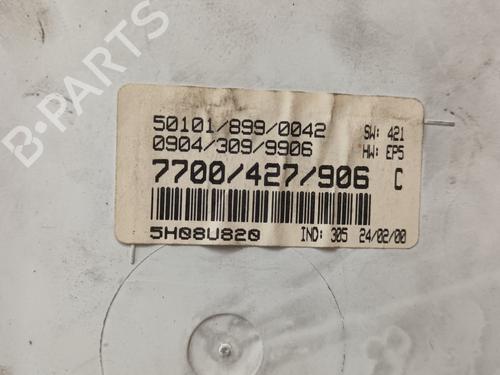 B-PARTS
50101/899/0042 SW: 421
0904/309/9906 HW: EP5
7700/427/906 C
5H08U820 IND: 305 24/02/00